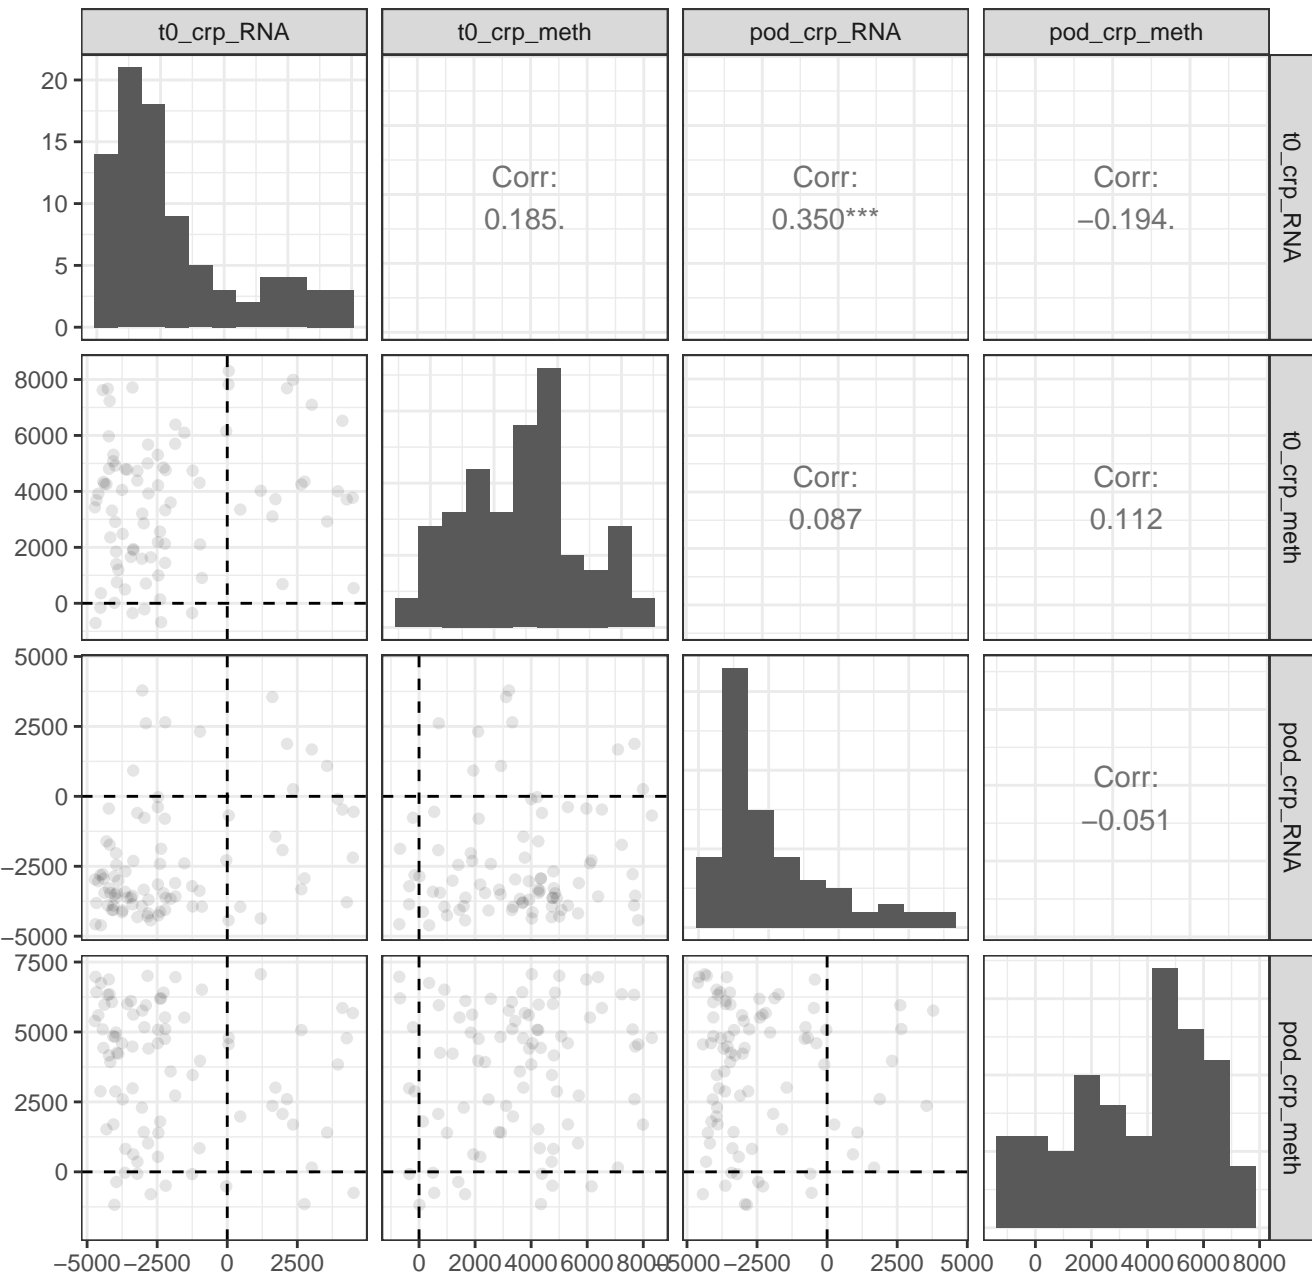 t0_crp_RNA t0_crp_meth pod_crp_RNA pod_crp_meth
20
15
10
5
0
Corr:
0.185.
Corr:
0.350***
Corr:
−0.194.
t0_crp_RNA
8000
6000
4000
2000
0
Corr:
0.087
Corr:
0.112
t0_crp_meth
5000
2500
0
−2500
−5000
Corr:
−0.051
pod_crp_RNA
7500
5000
2500
0
pod_crp_meth
−5000 −2500 0 2500 0 2000 4000 6000 8000 −5000 −2500 0 2500 5000 0 2000 4000 6000 8000